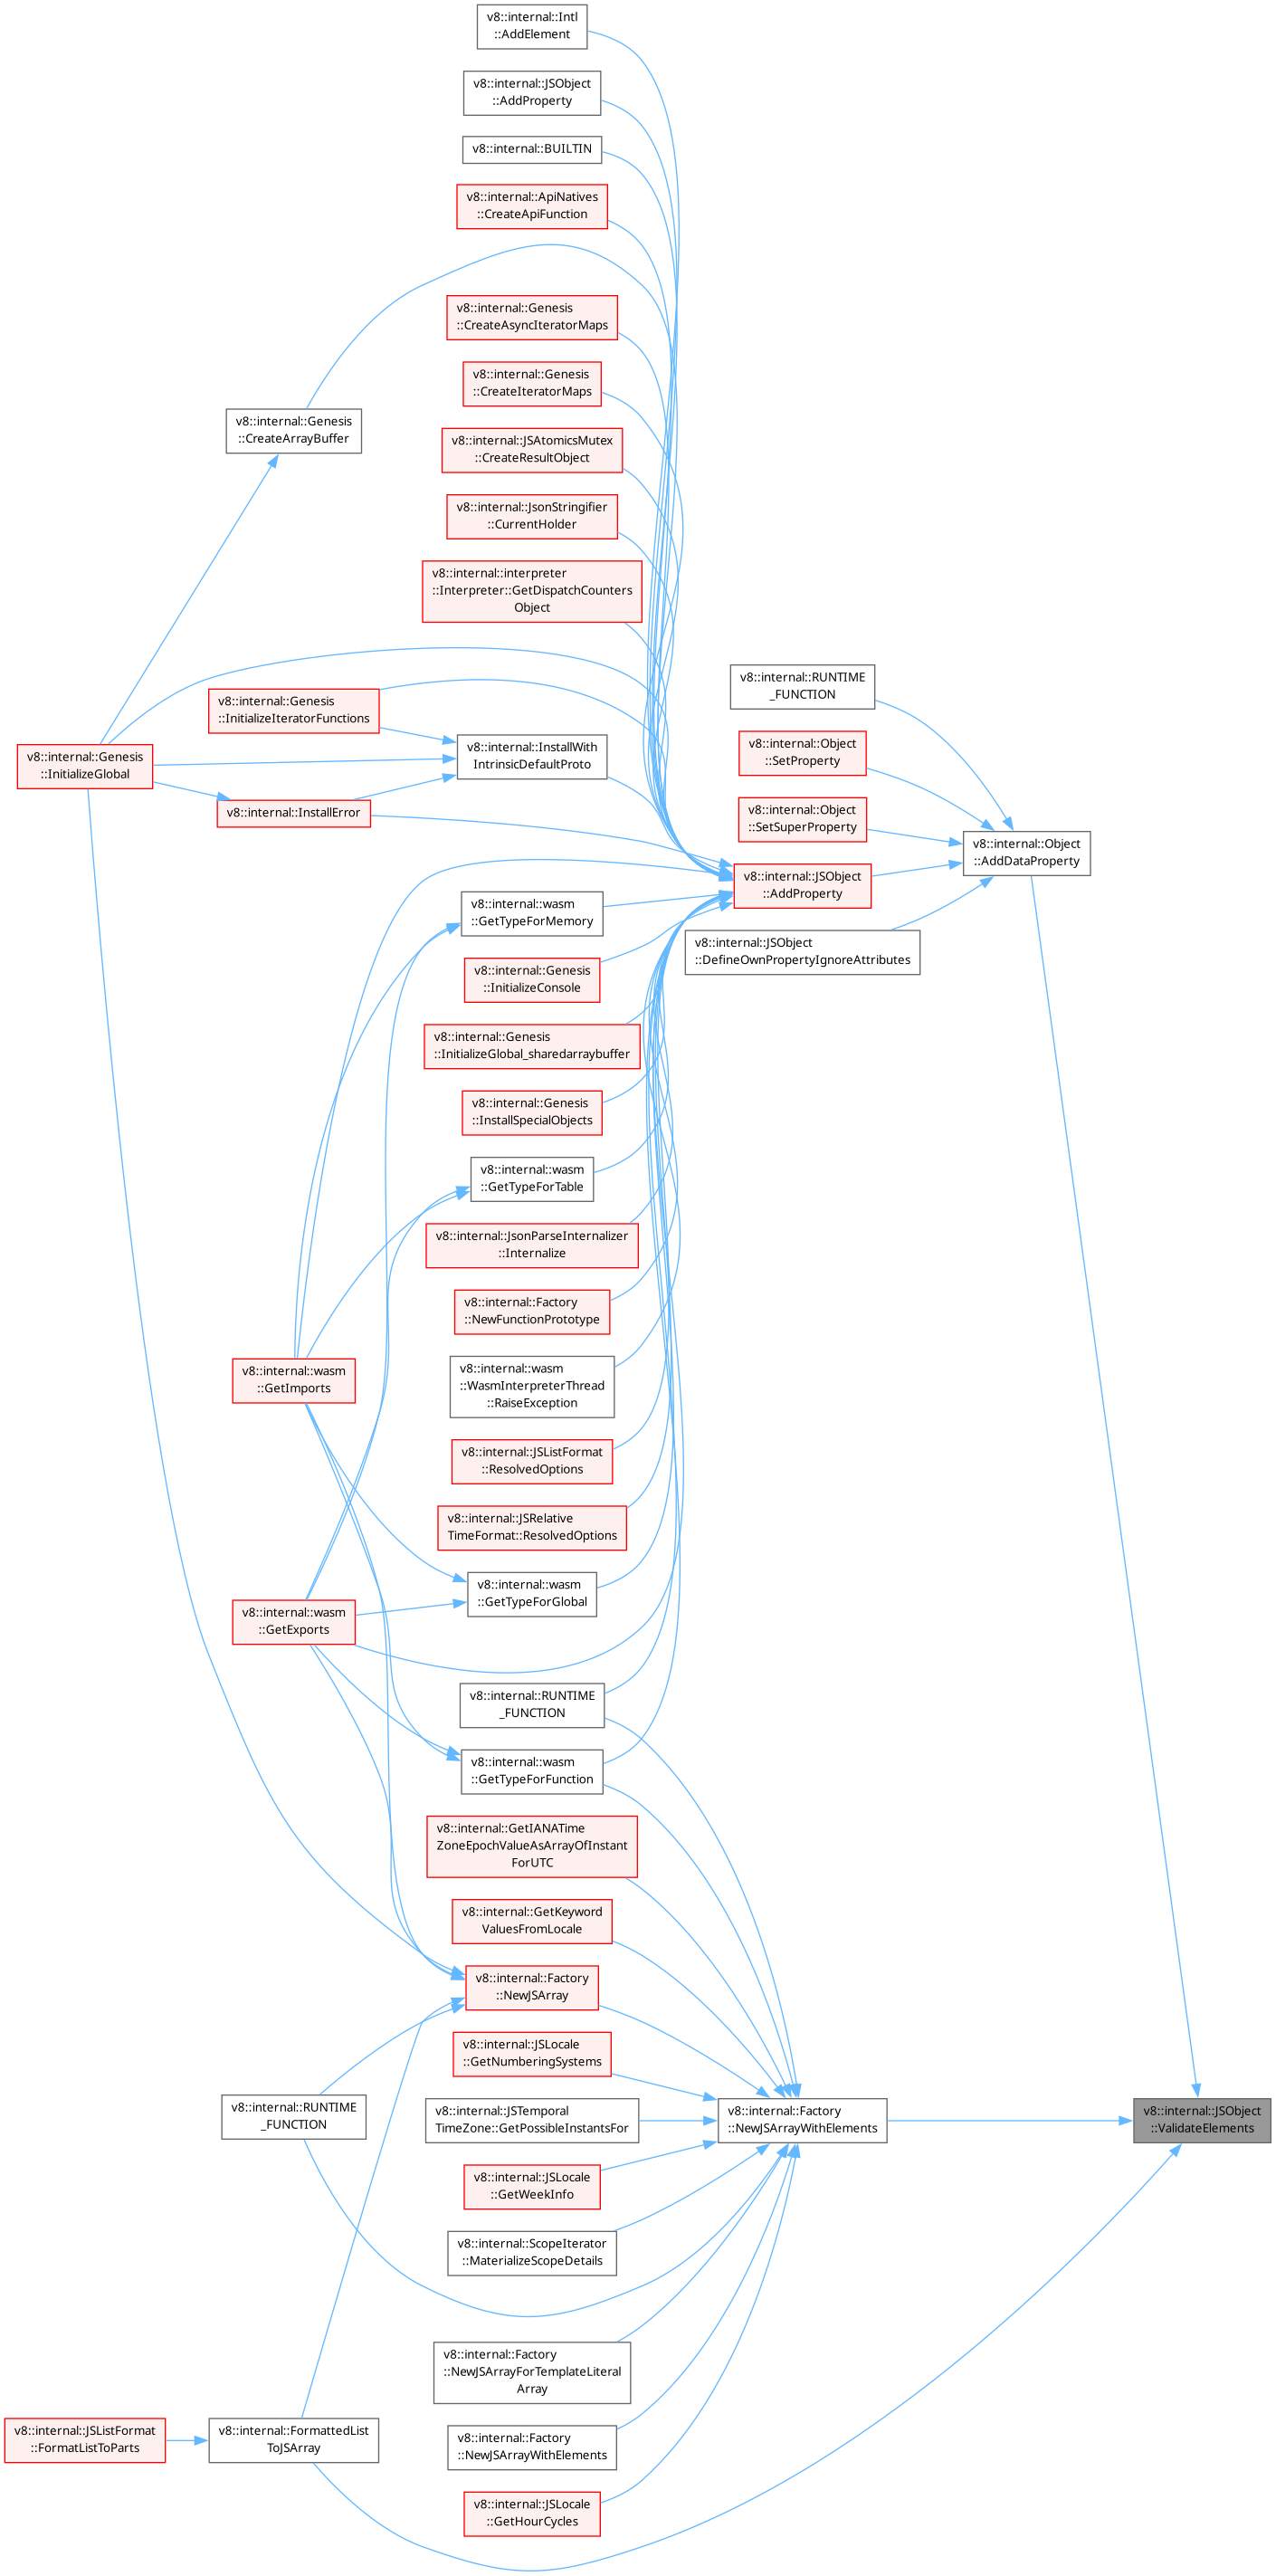 v8::internal::Intl
::AddElement
v8::internal::JSObject
::AddProperty
v8::internal::BUILTIN
v8::internal::ApiNatives
::CreateApiFunction
v8::internal::Genesis
::CreateAsyncIteratorMaps
v8::internal::Genesis
::CreateIteratorMaps
v8::internal::Genesis
::CreateArrayBuffer
v8::internal::JSAtomicsMutex
::CreateResultObject
v8::internal::JsonStringifier
::CurrentHolder
v8::internal::interpreter
::Interpreter::GetDispatchCounters
Object
v8::internal::RUNTIME
_FUNCTION
v8::internal::Genesis
::InitializeIteratorFunctions
v8::internal::Object
::SetProperty
v8::internal::InstallWith
IntrinsicDefaultProto
v8::internal::Genesis
::InitializeGlobal
v8::internal::InstallError
v8::internal::Object
::SetSuperProperty
v8::internal::Object
::AddDataProperty
v8::internal::JSObject
::AddProperty
v8::internal::wasm
::GetTypeForMemory
v8::internal::JSObject
::DefineOwnPropertyIgnoreAttributes
v8::internal::Genesis
::InitializeConsole
v8::internal::Genesis
::InitializeGlobal_sharedarraybuffer
v8::internal::Genesis
::InstallSpecialObjects
v8::internal::wasm
::GetTypeForTable
v8::internal::JsonParseInternalizer
::Internalize
v8::internal::Factory
::NewFunctionPrototype
v8::internal::wasm
::GetImports
v8::internal::wasm
::WasmInterpreterThread
::RaiseException
v8::internal::JSListFormat
::ResolvedOptions
v8::internal::JSRelative
TimeFormat::ResolvedOptions
v8::internal::wasm
::GetTypeForGlobal
v8::internal::wasm
::GetExports
v8::internal::RUNTIME
_FUNCTION
v8::internal::wasm
::GetTypeForFunction
v8::internal::GetIANATime
ZoneEpochValueAsArrayOfInstant
ForUTC
v8::internal::GetKeyword
ValuesFromLocale
v8::internal::Factory
::NewJSArray
v8::internal::JSLocale
::GetNumberingSystems
v8::internal::RUNTIME
_FUNCTION
v8::internal::JSTemporal
TimeZone::GetPossibleInstantsFor
v8::internal::Factory
::NewJSArrayWithElements
v8::internal::JSObject
::ValidateElements
v8::internal::JSLocale
::GetWeekInfo
v8::internal::ScopeIterator
::MaterializeScopeDetails
v8::internal::Factory
::NewJSArrayForTemplateLiteral
Array
v8::internal::JSListFormat
::FormatListToParts
v8::internal::FormattedList
ToJSArray
v8::internal::Factory
::NewJSArrayWithElements
v8::internal::JSLocale
::GetHourCycles